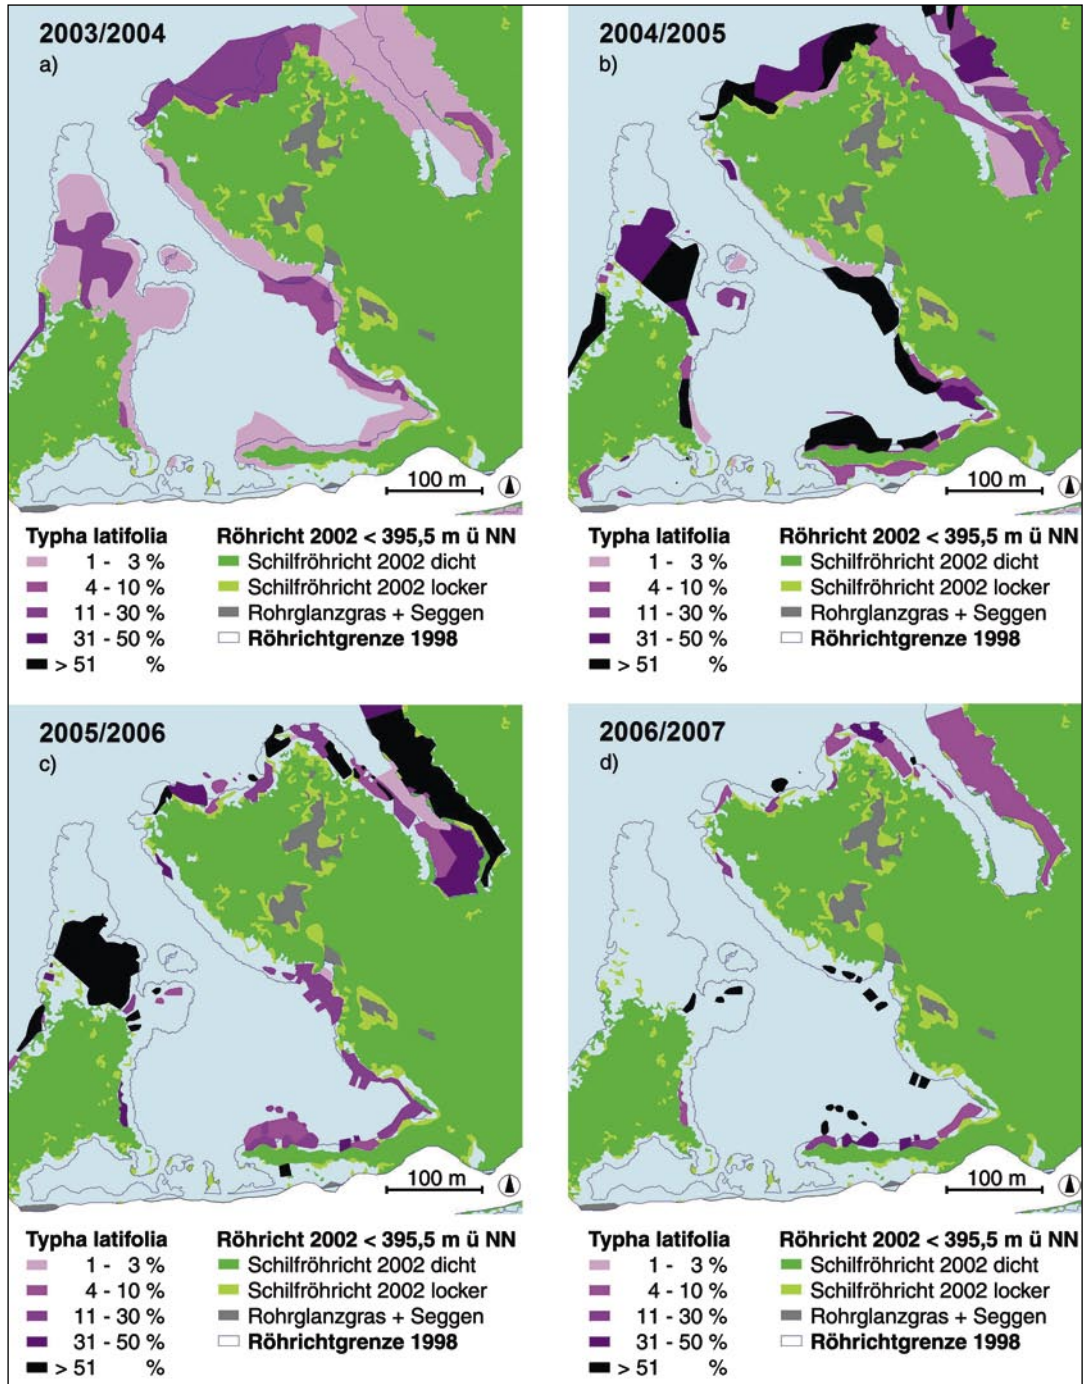 2003/2004
a)
100 m
Typha latifolia
1 - 3 %
4 - 10 %
11 - 30 %
31 - 50 %
> 51 %
Röhricht 2002 < 395,5 m ü NN
Schilfröhricht 2002 dicht
Schilfröhricht 2002 locker
Rohrglanzgras + Seggen
Röhrichtgrenze 1998
2004/2005
b)
100 m
Typha latifolia
1 - 3 %
4 - 10 %
11 - 30 %
31 - 50 %
> 51 %
Röhricht 2002 < 395,5 m ü NN
Schilfröhricht 2002 dicht
Schilfröhricht 2002 locker
Rohrglanzgras + Seggen
Röhrichtgrenze 1998
2005/2006
c)
100 m
Typha latifolia
1 - 3 %
4 - 10 %
11 - 30 %
31 - 50 %
> 51 %
Röhricht 2002 < 395,5 m ü NN
Schilfröhricht 2002 dicht
Schilfröhricht 2002 locker
Rohrglanzgras + Seggen
Röhrichtgrenze 1998
2006/2007
d)
100 m
Typha latifolia
1 - 3 %
4 - 10 %
11 - 30 %
31 - 50 %
> 51 %
Röhricht 2002 < 395,5 m ü NN
Schilfröhricht 2002 dicht
Schilfröhricht 2002 locker
Rohrglanzgras + Seggen
Röhrichtgrenze 1998